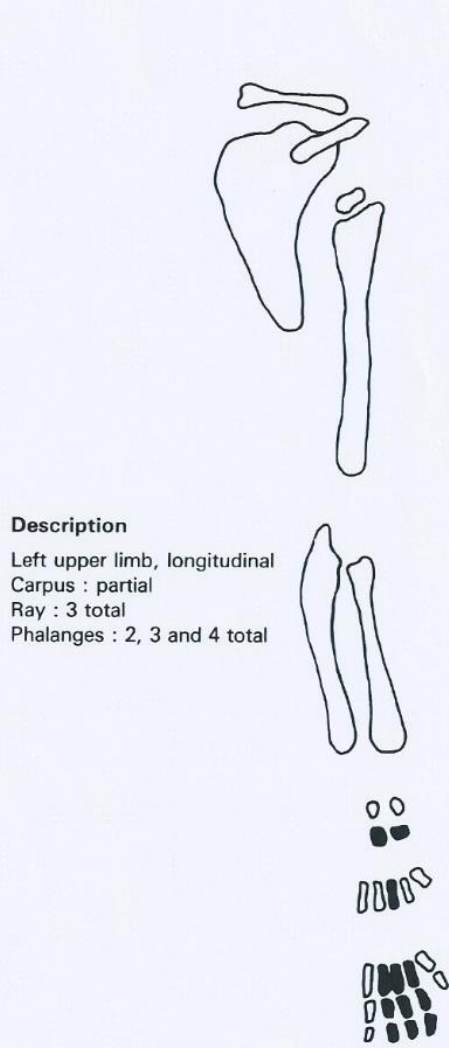 Description
Left upper limb, longitudinal
Carpus : partial
Ray : 3 total
Phalanges : 2, 3 and 4 total